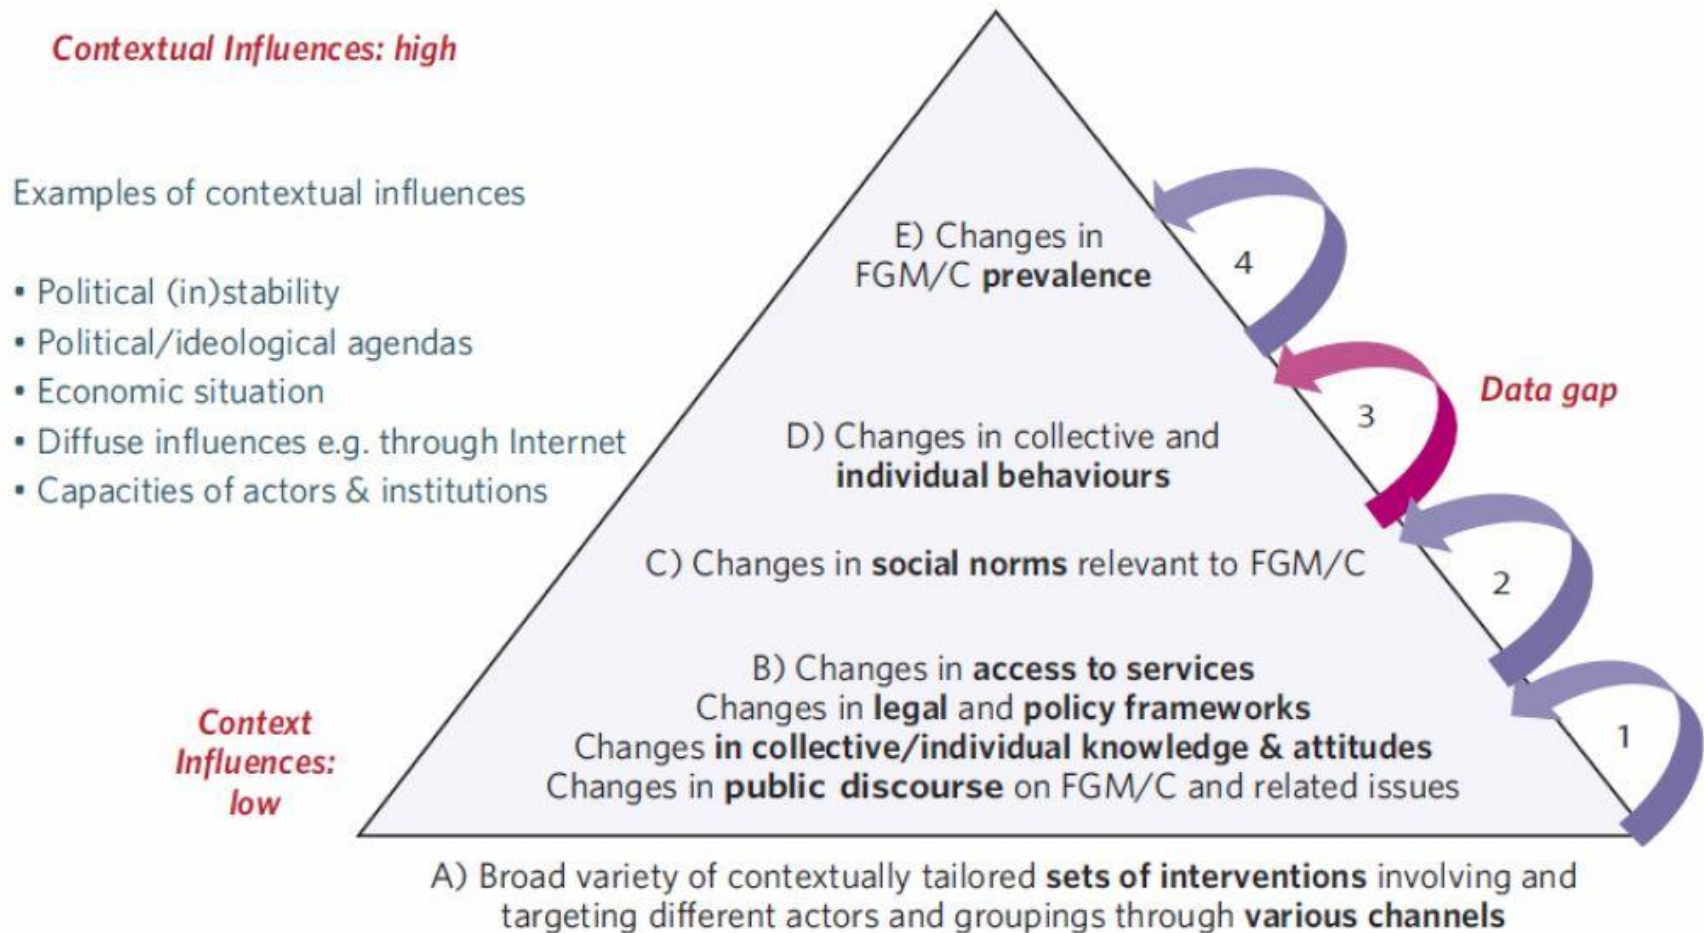 Contextual Influences: high
Examples of contextual influences
• Political (in)stability
• Political/ideological agendas
• Economic situation
• Diffuse influences e.g. through Internet
• Capacities of actors & institutions
Context
Influences:
low
E) Changes in
FGM/C prevalence
D) Changes in collective and
individual behaviours
C) Changes in social norms relevant to FGM/C
B) Changes in access to services
Changes in legal and policy frameworks
Changes in collective/individual knowledge & attitudes
Changes in public discourse on FGM/C and related issues
A) Broad variety of contextually tailored sets of interventions involving and
targeting different actors and groupings through various channels
4
3
Data gap
2
1